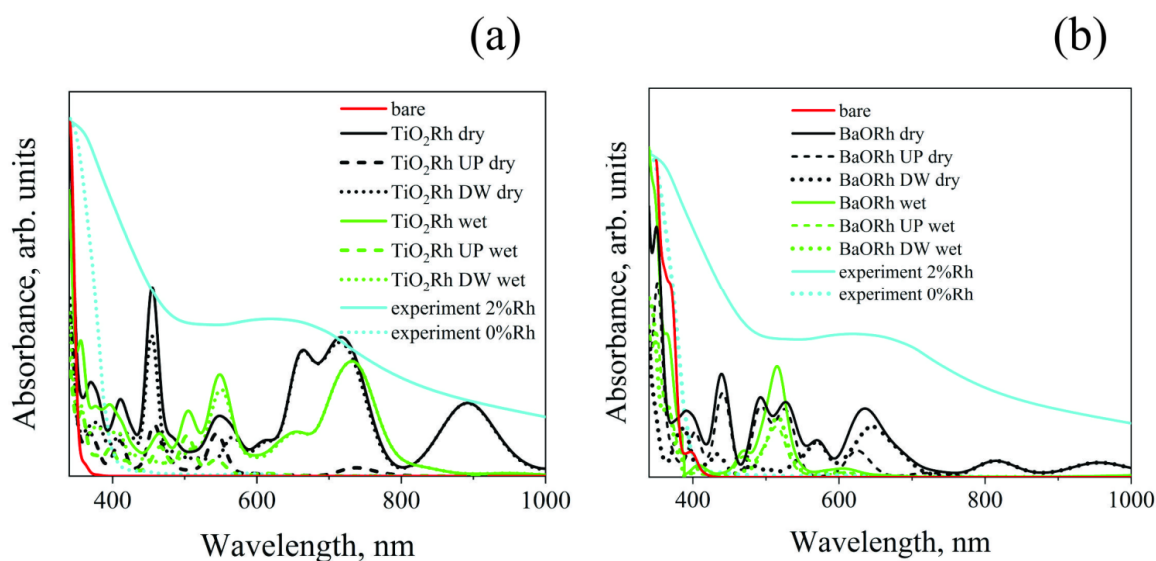 (a)
Absorbance, arb. units
bare
TiO₂Rh dry
TiO₂Rh UP dry
TiO₂Rh DW dry
TiO₂Rh wet
TiO₂Rh UP wet
TiO₂Rh DW wet
experiment 2%Rh
experiment 0%Rh
400 600 800 1000
Wavelength, nm
(b)
Absorbamce, arb. units
bare
BaORh dry
BaORh UP dry
BaORh DW dry
BaORh wet
BaORh UP wet
BaORh DW wet
experiment 2%Rh
experiment 0%Rh
400 600 800 1000
Wavelength, nm